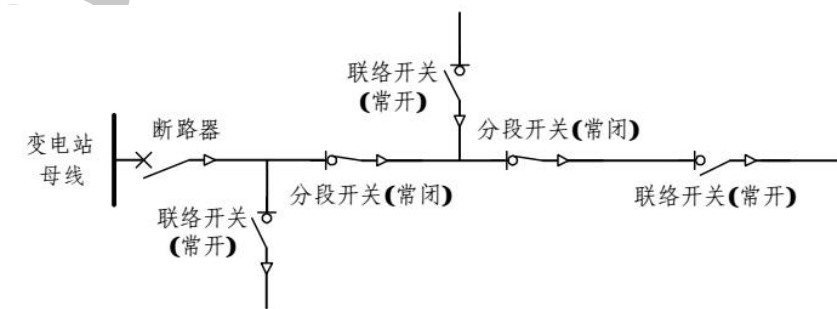 联络开关
(常开)
分段开关(常闭)
断路器
变电站
母线
分段开关(常闭)
联络开关(常开)
联络开关
(常开)